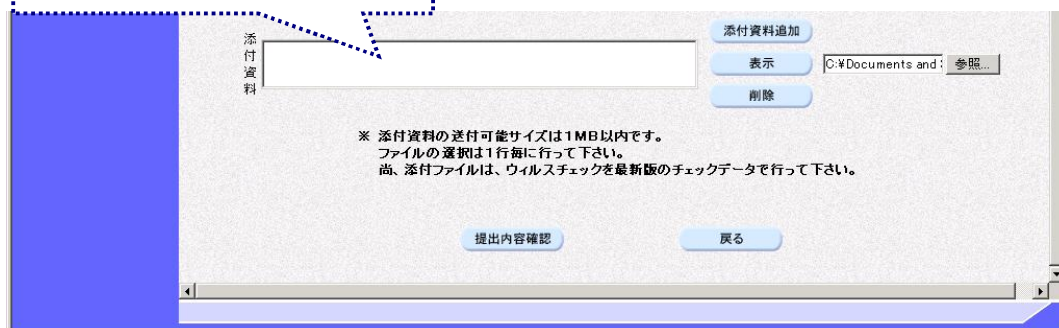 添付資料追加
添付資料
表示
C:¥Documents and
参照...
削除
※ 添付資料の送付可能サイズは1MB以内です。
ファイルの選択は1行毎に行って下さい。
尚、添付ファイルは、ウィルスチェックを最新版のチェックデータで行って下さい。
提出内容確認
戻る